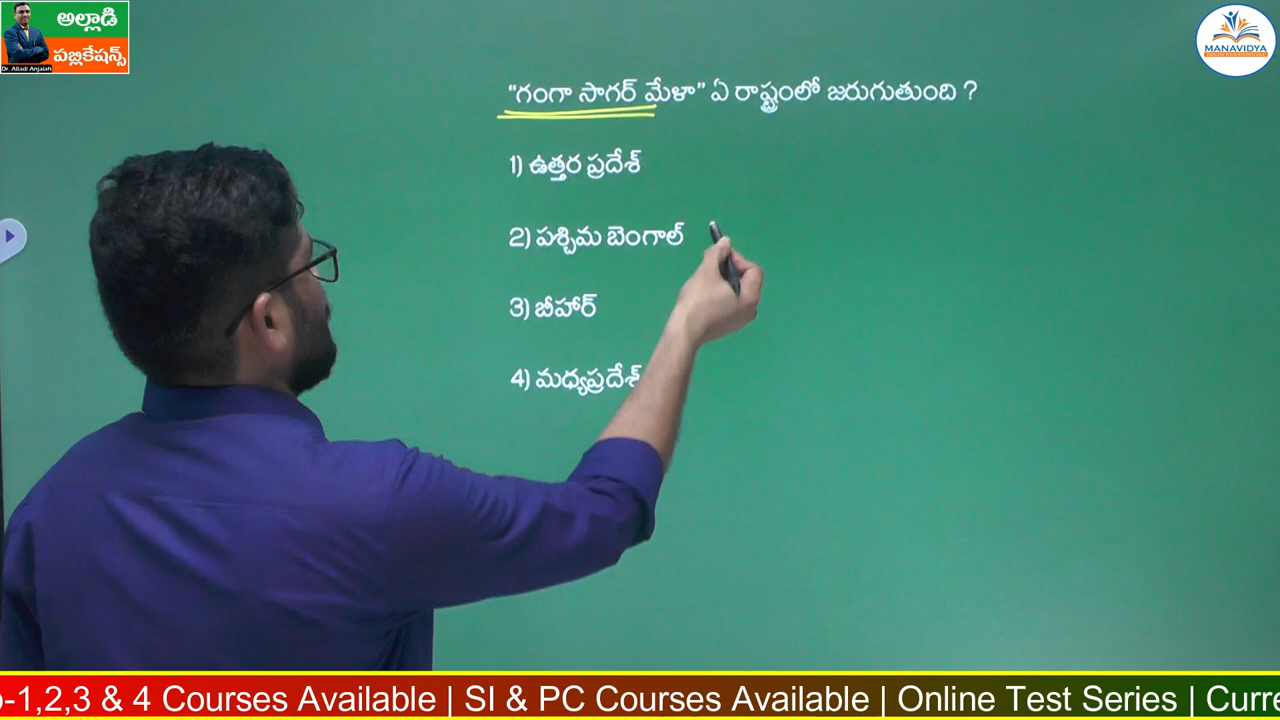 అల్లాడి
పబ్లికేషన్స్
Dr. Alladi Anjaiah
MANAVIDYA
"గంగా సాగర్ మేళా" ఏ రాష్ట్రంలో జరుగుతుంది ?
1) ఉత్తర ప్రదేశ్
2) పశ్చిమ బెంగాల్
3) బీహార్
4) మధ్యప్రదేశ్
-1,2,3 & 4 Courses Available | SI & PC Courses Available | Online Test Series | Curre